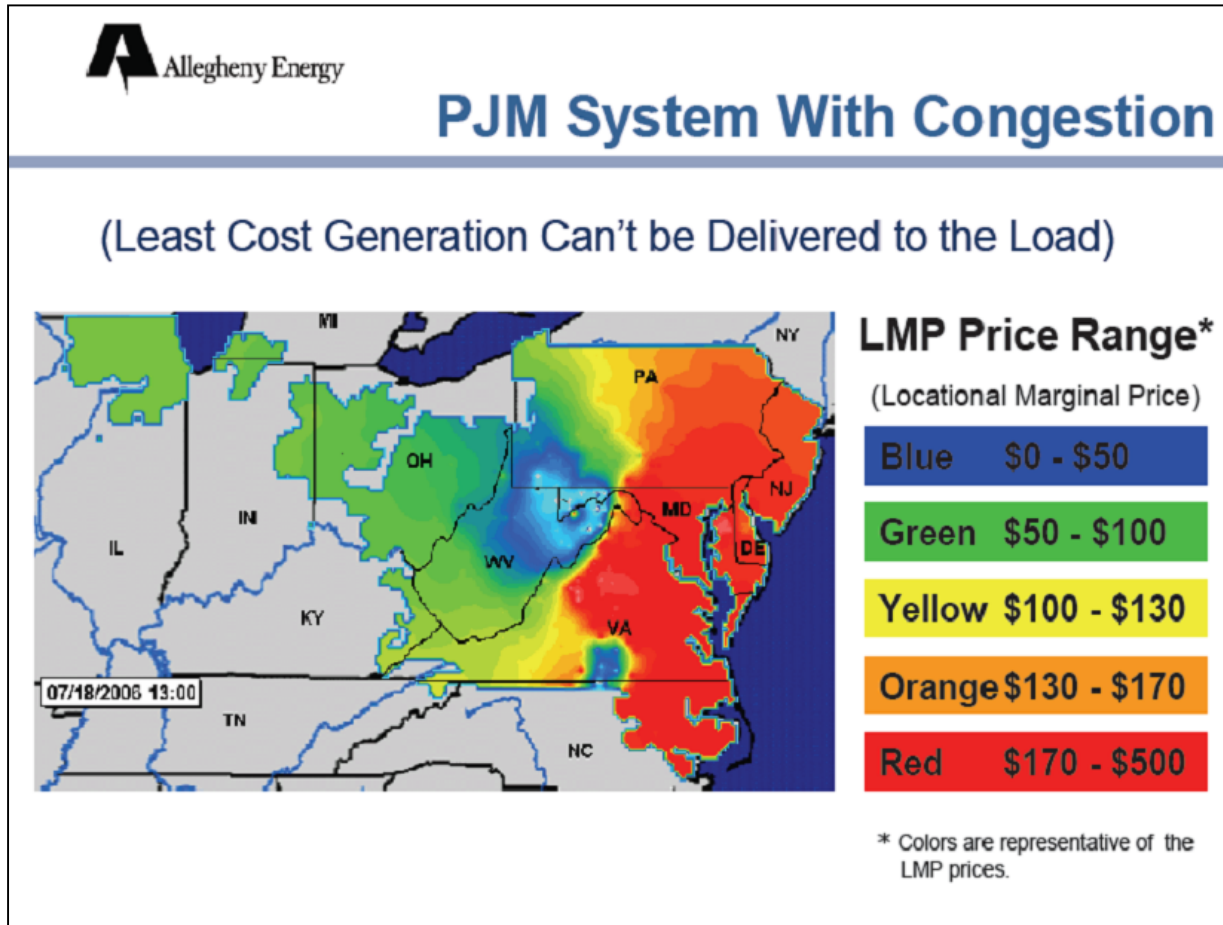 Allegheny Energy
PJM System With Congestion
(Least Cost Generation Can't be Delivered to the Load)
MI
NY
PA
OH
NJ
MD
IN
IL
DE
WV
KY
VA
07/18/2006 13:00
TN
NC
LMP Price Range*
(Locational Marginal Price)
Blue $0 - $50
Green $50 - $100
Yellow $100 - $130
Orange $130 - $170
Red $170 - $500
* Colors are representative of the
LMP prices.